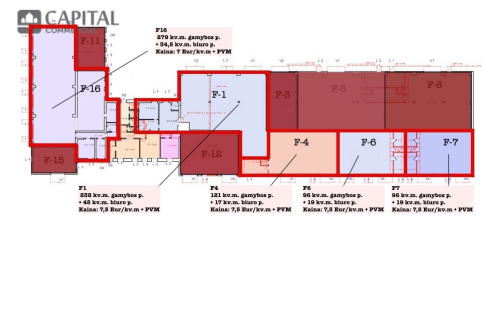 CAPITAL
F16
279 kv.m. gamybos p.
+ 34,5 kv.m. biuro p.
Kaina: 7 Eur/kv.m + PVM
F-11
F-16
F-15
F-1
F-3
F-8
F-12
F-4
F-6
F-7
F1
238 kv.m. gamybos p.
+ 45 kv.m. biuro p.
Kaina: 7,5 Eur/kv.m + PVM
F4
121 kv.m. gamybos p.
+ 17 kv.m. biuro p.
Kaina: 7,5 Eur/kv.m + PVM
F6
96 kv.m. gamybos p.
+ 19 kv.m. biuro p.
Kaina: 7,5 Eur/kv.m + PVM
F7
96 kv.m. gamybos p.
+ 19 kv.m. biuro p.
Kaina: 7,5 Eur/kv.m + PVM